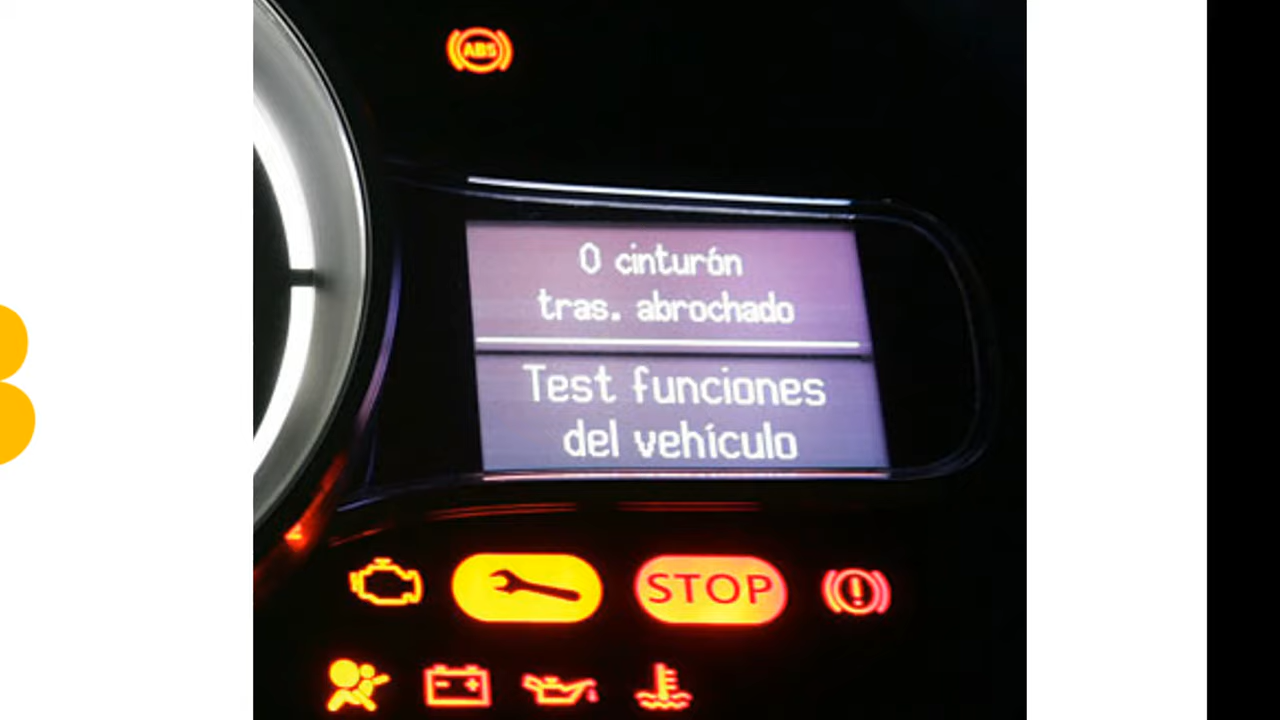 ABS
0 cinturón
tras. abrochado
Test funciones
del vehículo
STOP